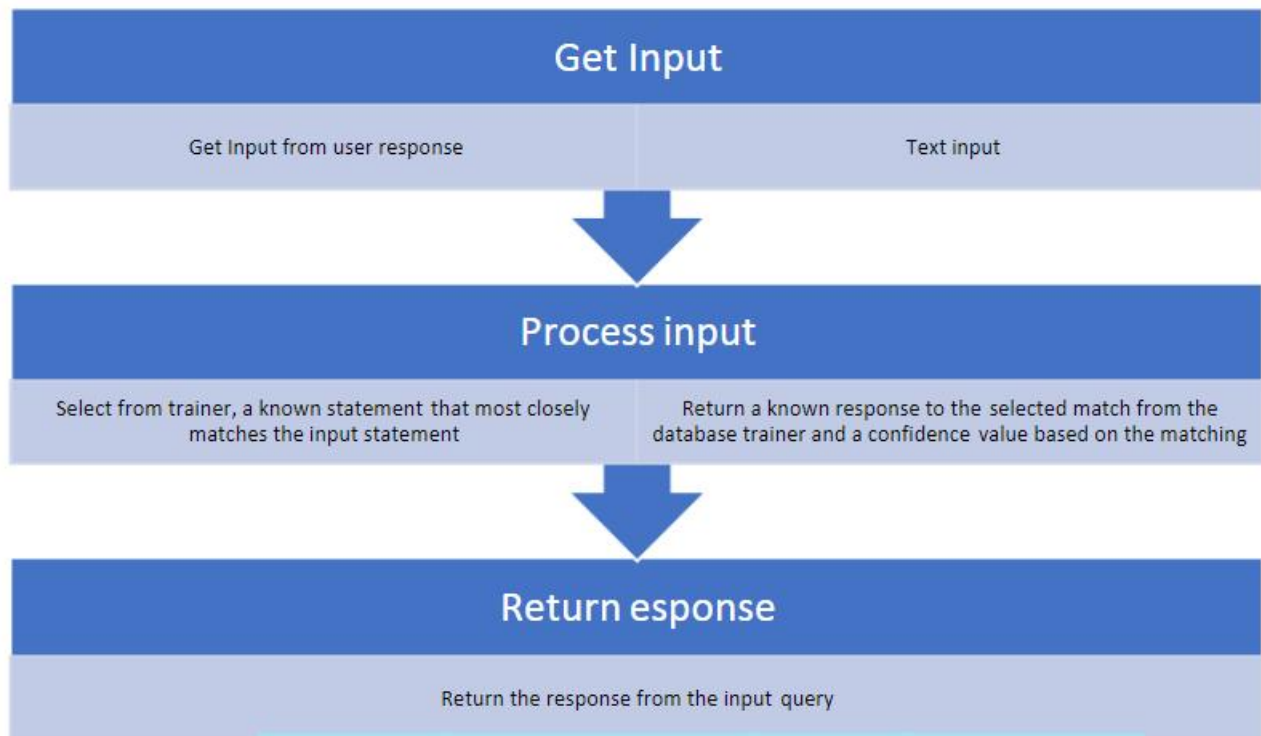 Get Input
Get Input from user response
Text input
Process input
Select from trainer, a known statement that most closely
matches the input statement
Return a known response to the selected match from the
database trainer and a confidence value based on the matching
Return esponse
Return the response from the input query